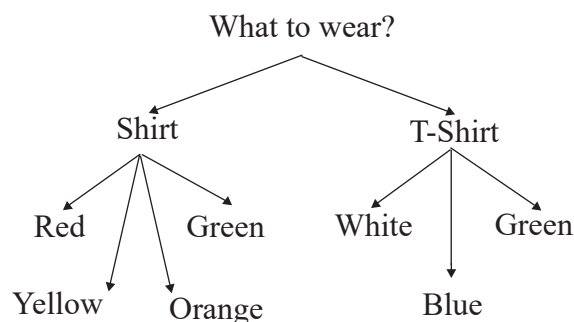 What to wear?
Shirt T-Shirt
Red Green White Green
Yellow Orange Blue